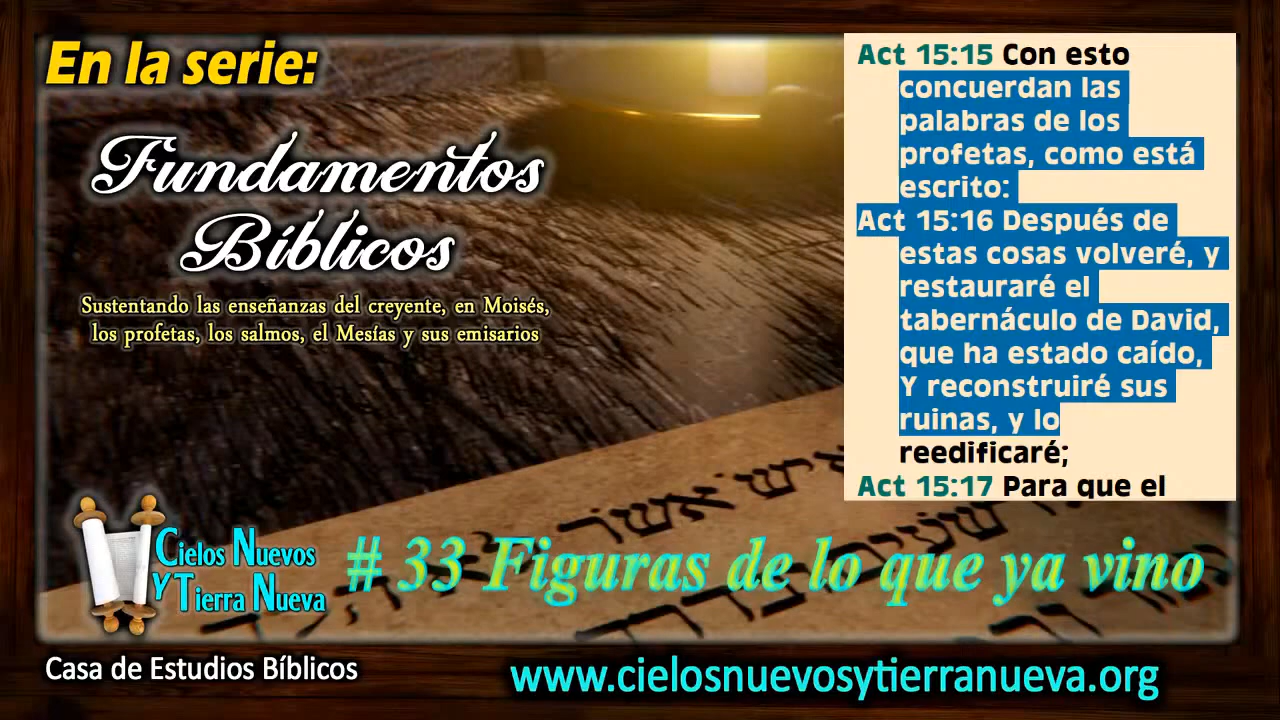 En la serie:
Fundamentos
Bíblicos
Sustentando las enseñanzas del creyente, en Moisés,
los profetas, los salmos, el Mesías y sus emisarios
Act 15:15 Con esto
concuerdan las
palabras de los
profetas, como está
escrito:
Act 15:16 Después de
estas cosas volveré, y
restauraré el
tabernáculo de David,
que ha estado caído,
Y reconstruiré sus
ruinas, y lo
reedificaré;
Act 15:17 Para que el
איש אשר
Cielos Nuevos
Y Tierra Nueva
# 33 Figuras de lo que ya vino
Casa de Estudios Bíblicos
www.cielosnuevosytierranueva.org